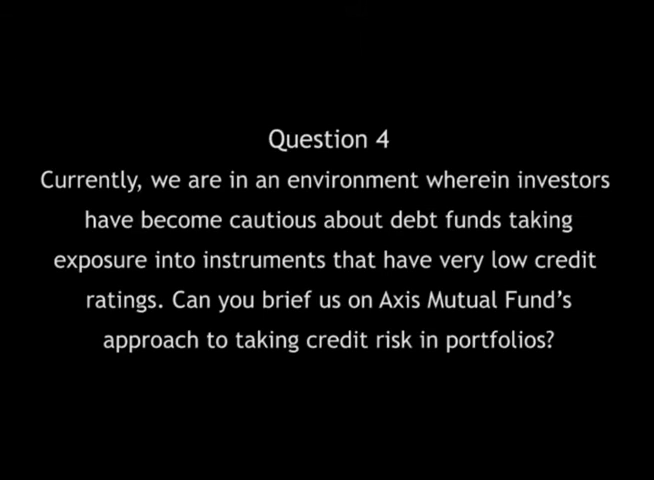 Question 4
Currently, we are in an environment wherein investors
have become cautious about debt funds taking
exposure into instruments that have very low credit
ratings. Can you brief us on Axis Mutual Fund’s
approach to taking credit risk in portfolios?